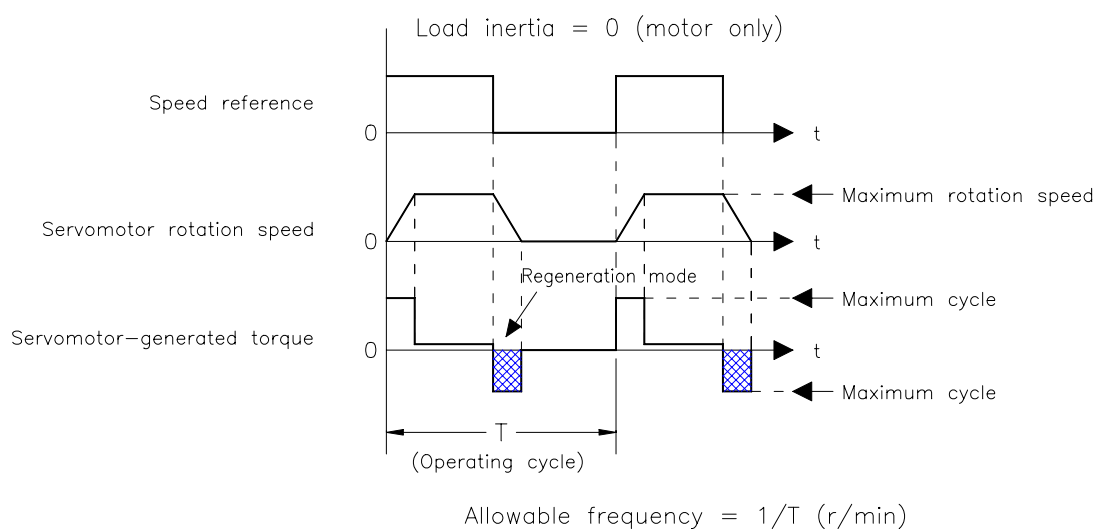 Load inertia = 0 (motor only)
Speed reference
0
t
Maximum rotation speed
Servomotor rotation speed
0
t
Regeneration mode
Maximum cycle
Servomotor-generated torque
0
t
Maximum cycle
T
(Operating cycle)
Allowable frequency = 1/T (r/min)